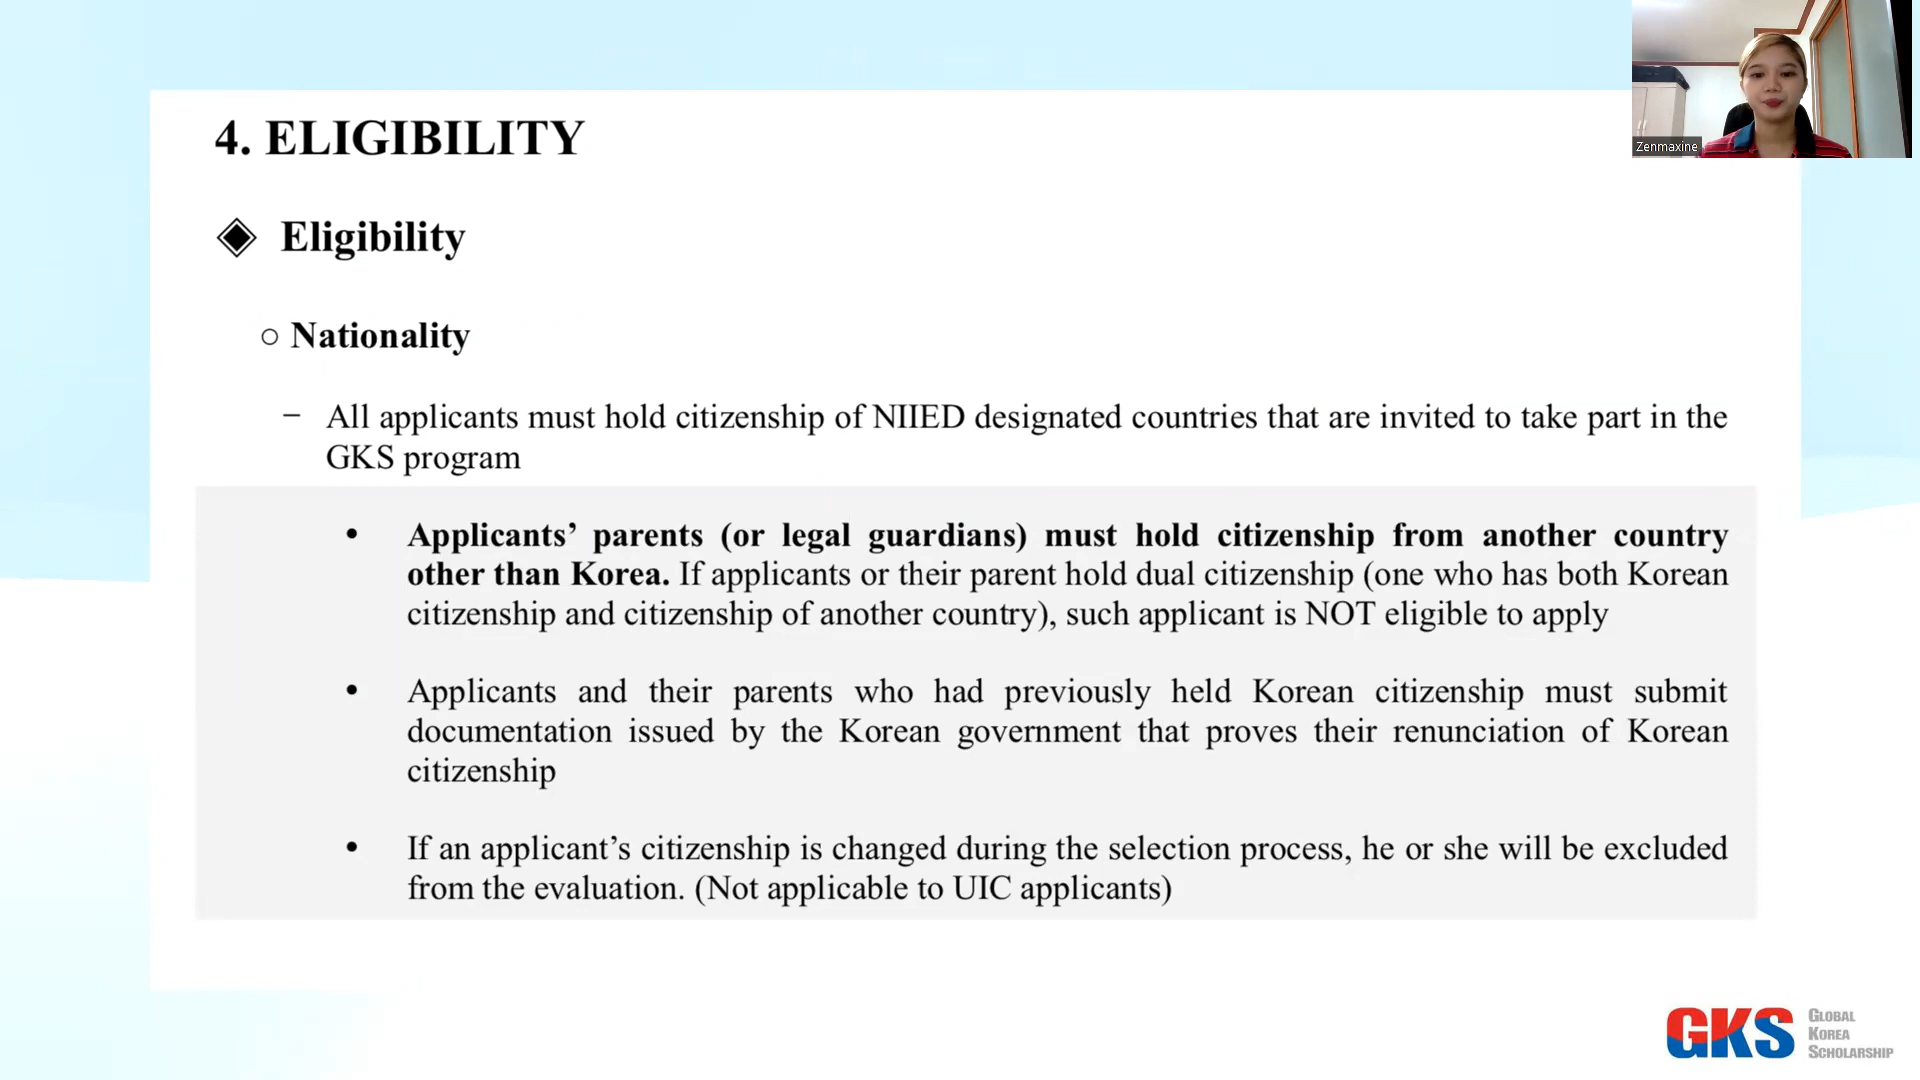 4. ELIGIBILITY
◈ Eligibility
○ Nationality
– All applicants must hold citizenship of NIIED designated countries that are invited to take part in the
GKS program
• Applicants’ parents (or legal guardians) must hold citizenship from another country
other than Korea. If applicants or their parent hold dual citizenship (one who has both Korean
citizenship and citizenship of another country), such applicant is NOT eligible to apply
• Applicants and their parents who had previously held Korean citizenship must submit
documentation issued by the Korean government that proves their renunciation of Korean
citizenship
• If an applicant’s citizenship is changed during the selection process, he or she will be excluded
from the evaluation. (Not applicable to UIC applicants)
Zenmaxine
GKS
GLOBAL
KOREA
SCHOLARSHIP